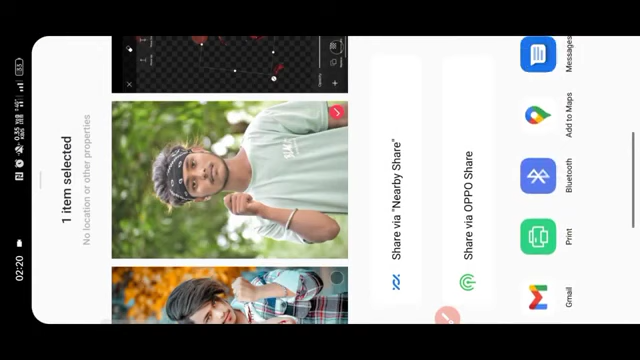 02:20
1 item selected
No location or other properties
Share via "Nearby Share"
Share via OPPO Share
Gmail
Print
Bluetooth
Add to Maps
Messages